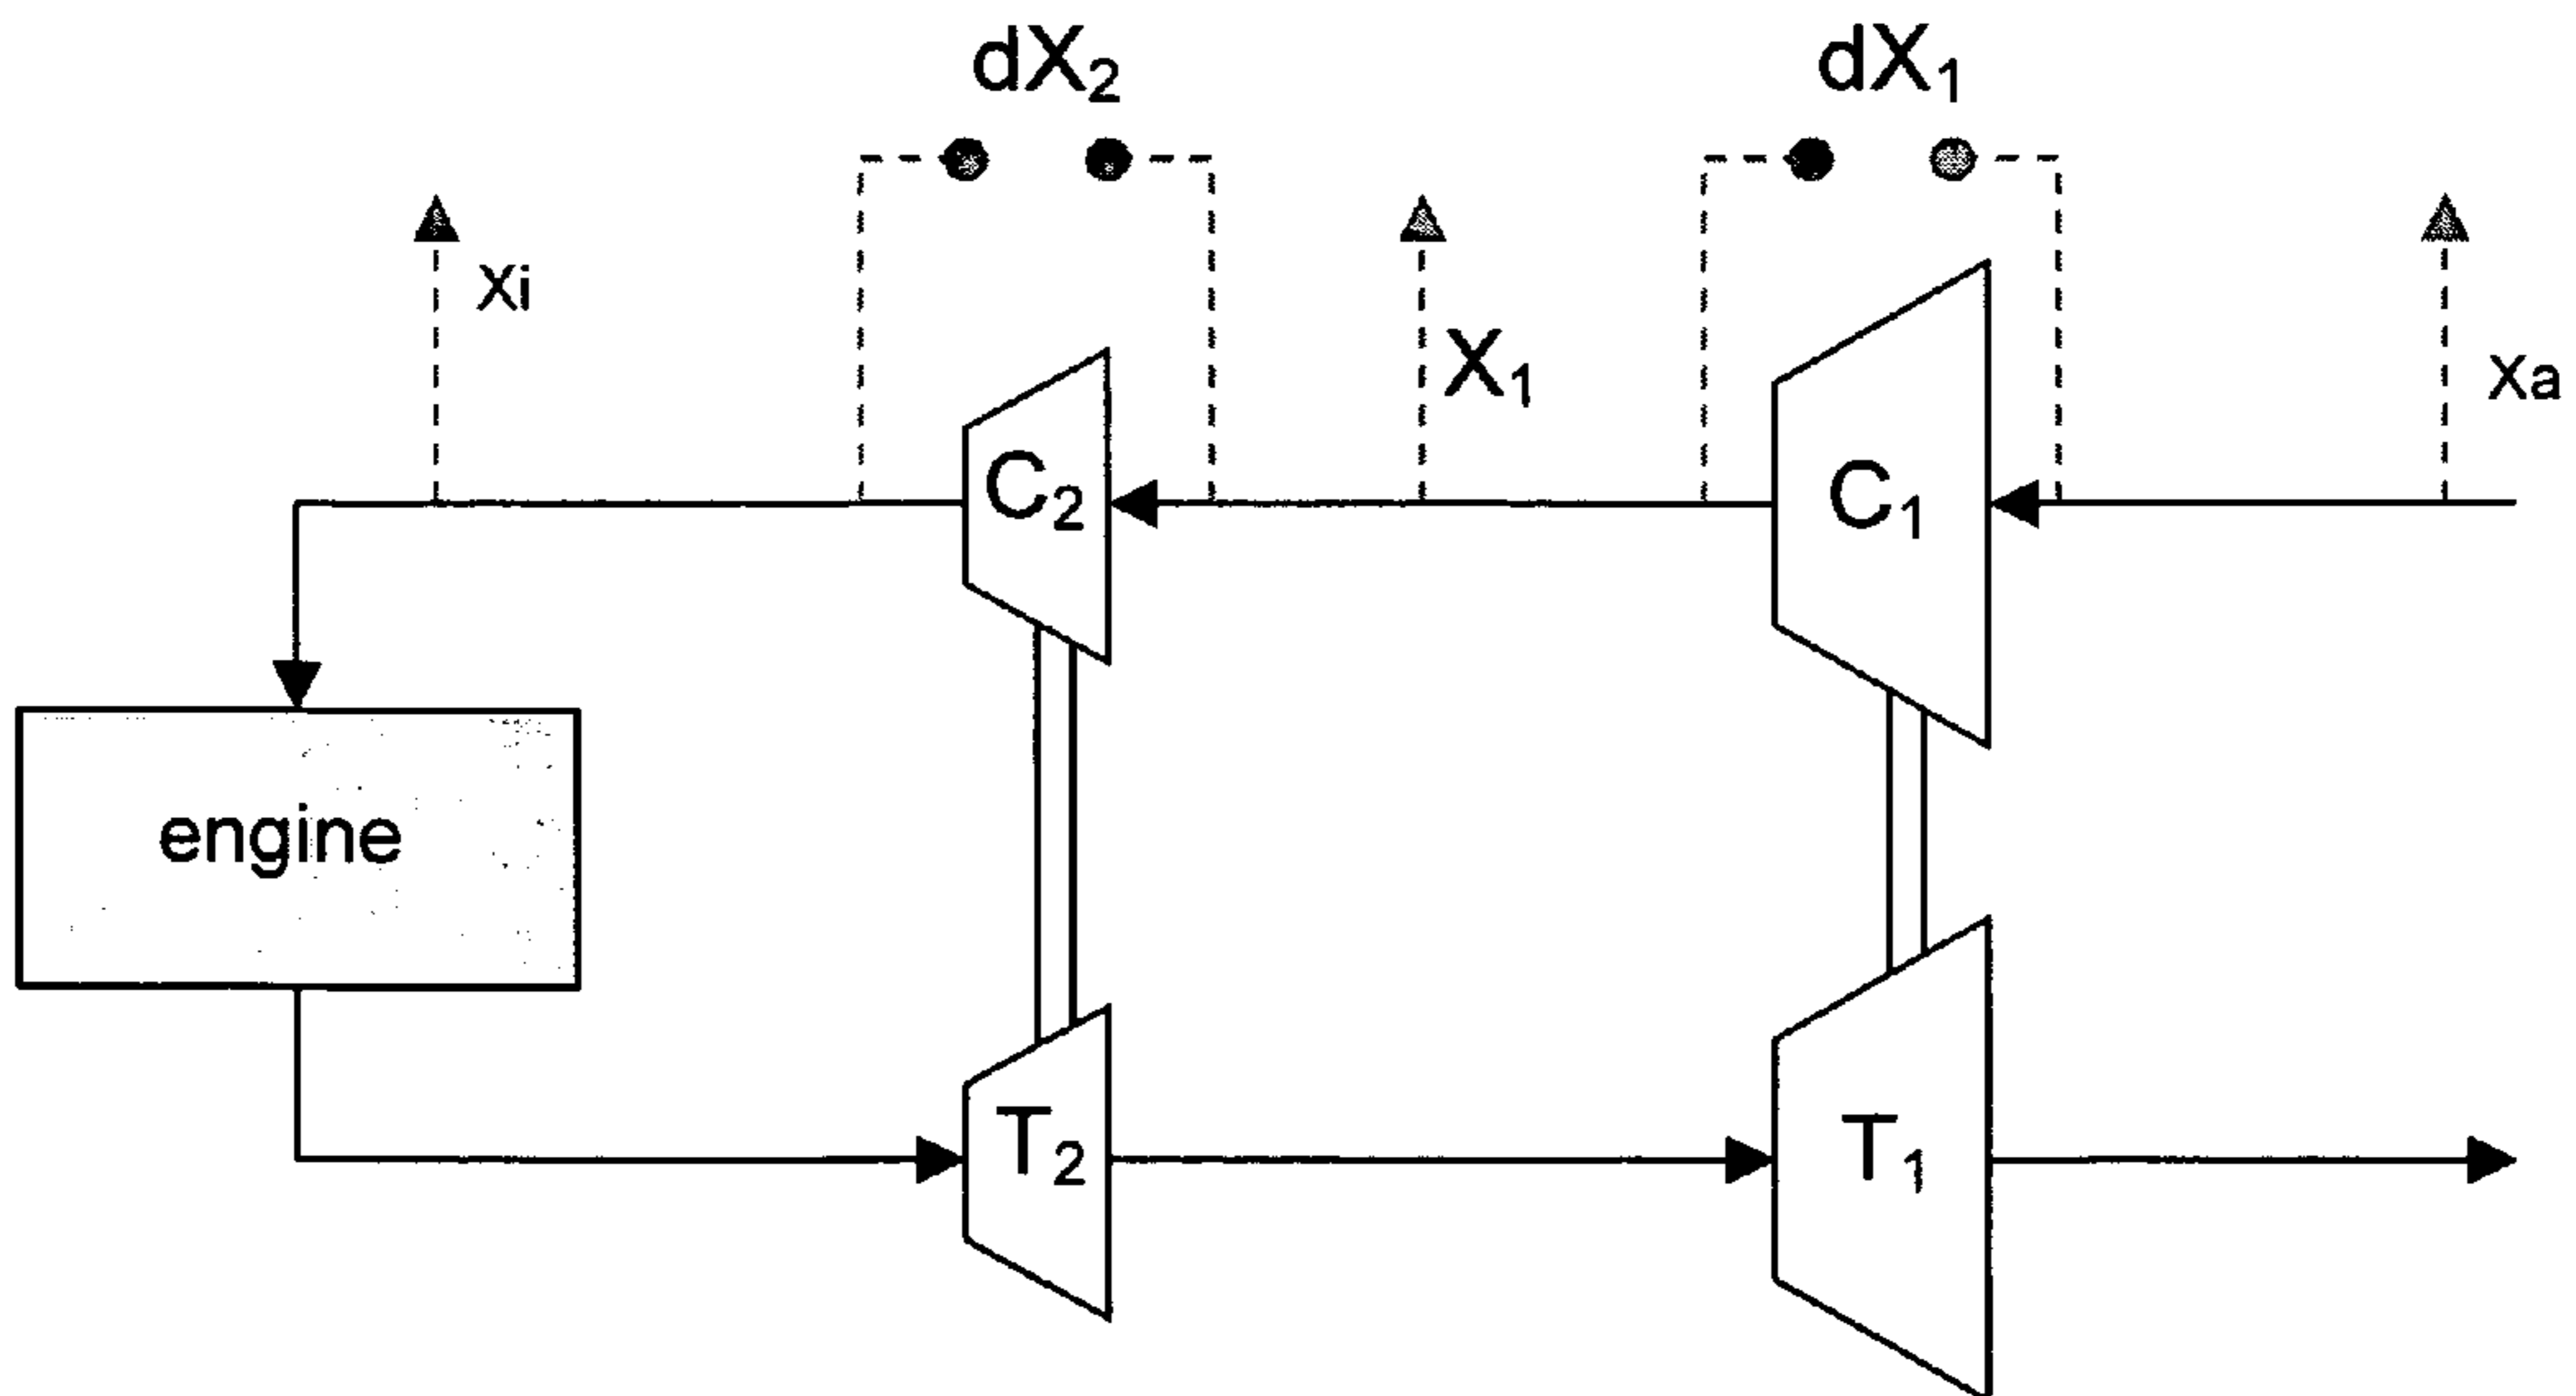 dX₂ dX₁
Xi
X₁
Xa
C₂ C₁
engine
T₂ T₁